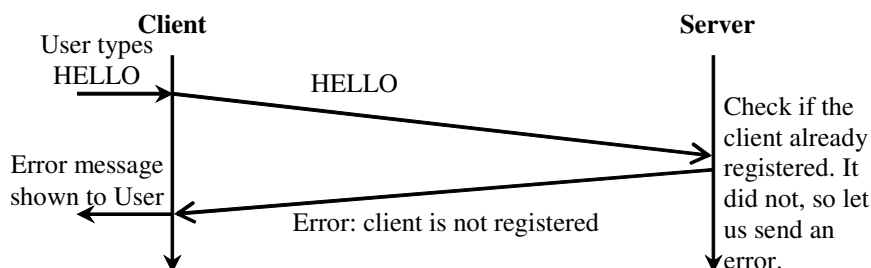 Client
Server
User types
HELLO
HELLO
Check if the
client already
registered. It
did not, so let
us send an
error.
Error message
shown to User
Error: client is not registered